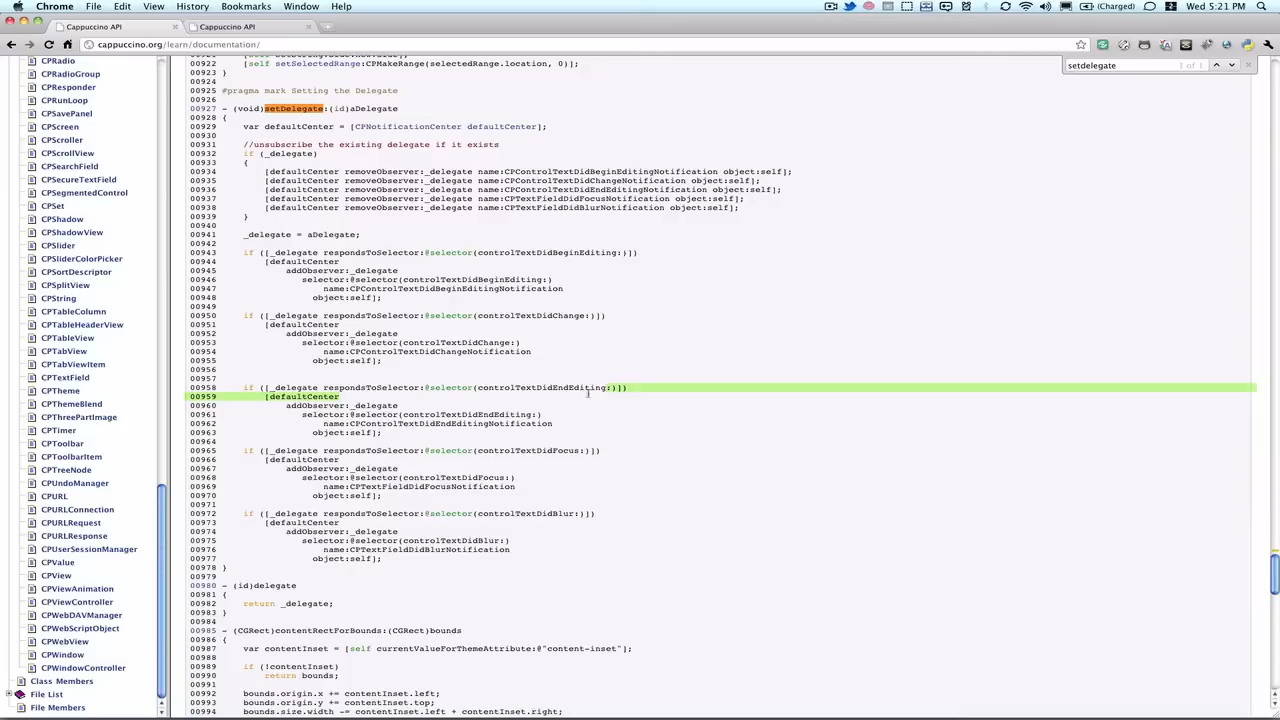 Chrome File Edit View History Bookmarks Window Help (Charged) Wed 5:21 PM
Cappuccino API
Cappuccino API
cappuccino.org/learn/documentation/
setdelegate 1 of 1
CPRadio
CPRadioGroup
CPResponder
CPRunLoop
CPSavePanel
CPScreen
CPScroller
CPScrollView
CPSearchField
CPSecureTextField
CPSegmentedControl
CPSet
CPShadow
CPShadowView
CPSlider
CPSliderColorPicker
CPSortDescriptor
CPSplitView
CPString
CPTableColumn
CPTableHeaderView
CPTableView
CPTabView
CPTabViewItem
CPTextField
CPTheme
CPThemeBlend
CPThreePartImage
CPTimer
CPToolbar
CPToolbarItem
CPTreeNode
CPUndoManager
CPURL
CPURLConnection
CPURLRequest
CPURLResponse
CPUserSessionManager
CPValue
CPView
CPViewAnimation
CPViewController
CPWebDAVManager
CPWebScriptObject
CPWebView
CPWindow
CPWindowController
Class Members
File List
File Members
00922 [self setSelectedRange:CPMakeRange(selectedRange.location, 0)];
00923 }
00924
00925 #pragma mark Setting the Delegate
00926
00927 - (void)setDelegate:(id)aDelegate
00928 {
00929 var defaultCenter = [CPNotificationCenter defaultCenter];
00930
00931 //unsubscribe the existing delegate if it exists
00932 if (_delegate)
00933 {
00934 [defaultCenter removeObserver:_delegate name:CPControlTextDidBeginEditingNotification object:self];
00935 [defaultCenter removeObserver:_delegate name:CPControlTextDidChangeNotification object:self];
00936 [defaultCenter removeObserver:_delegate name:CPControlTextDidEndEditingNotification object:self];
00937 [defaultCenter removeObserver:_delegate name:CPTextFieldDidFocusNotification object:self];
00938 [defaultCenter removeObserver:_delegate name:CPTextFieldDidBlurNotification object:self];
00939 }
00940
00941 _delegate = aDelegate;
00942
00943 if ([_delegate respondsToSelector:@selector(controlTextDidBeginEditing:)])
00944 [defaultCenter
00945 addObserver:_delegate
00946 selector:@selector(controlTextDidBeginEditing:)
00947 name:CPControlTextDidBeginEditingNotification
00948 object:self];
00949
00950 if ([_delegate respondsToSelector:@selector(controlTextDidChange:)])
00951 [defaultCenter
00952 addObserver:_delegate
00953 selector:@selector(controlTextDidChange:)
00954 name:CPControlTextDidChangeNotification
00955 object:self];
00956
00957
00958 if ([_delegate respondsToSelector:@selector(controlTextDidEndEditing:)])
00959 [defaultCenter
00960 addObserver:_delegate
00961 selector:@selector(controlTextDidEndEditing:)
00962 name:CPControlTextDidEndEditingNotification
00963 object:self];
00964
00965 if ([_delegate respondsToSelector:@selector(controlTextDidFocus:)])
00966 [defaultCenter
00967 addObserver:_delegate
00968 selector:@selector(controlTextDidFocus:)
00969 name:CPTextFieldDidFocusNotification
00970 object:self];
00971
00972 if ([_delegate respondsToSelector:@selector(controlTextDidBlur:)])
00973 [defaultCenter
00974 addObserver:_delegate
00975 selector:@selector(controlTextDidBlur:)
00976 name:CPTextFieldDidBlurNotification
00977 object:self];
00978 }
00979
00980 - (id)delegate
00981 {
00982 return _delegate;
00983 }
00984
00985 - (CGRect)contentRectForBounds:(CGRect)bounds
00986 {
00987 var contentInset = [self currentValueForThemeAttribute:@"content-inset"];
00988
00989 if (!contentInset)
00990 return bounds;
00991
00992 bounds.origin.x += contentInset.left;
00993 bounds.origin.y += contentInset.top;
00994 bounds.size.width -= contentInset.left + contentInset.right;